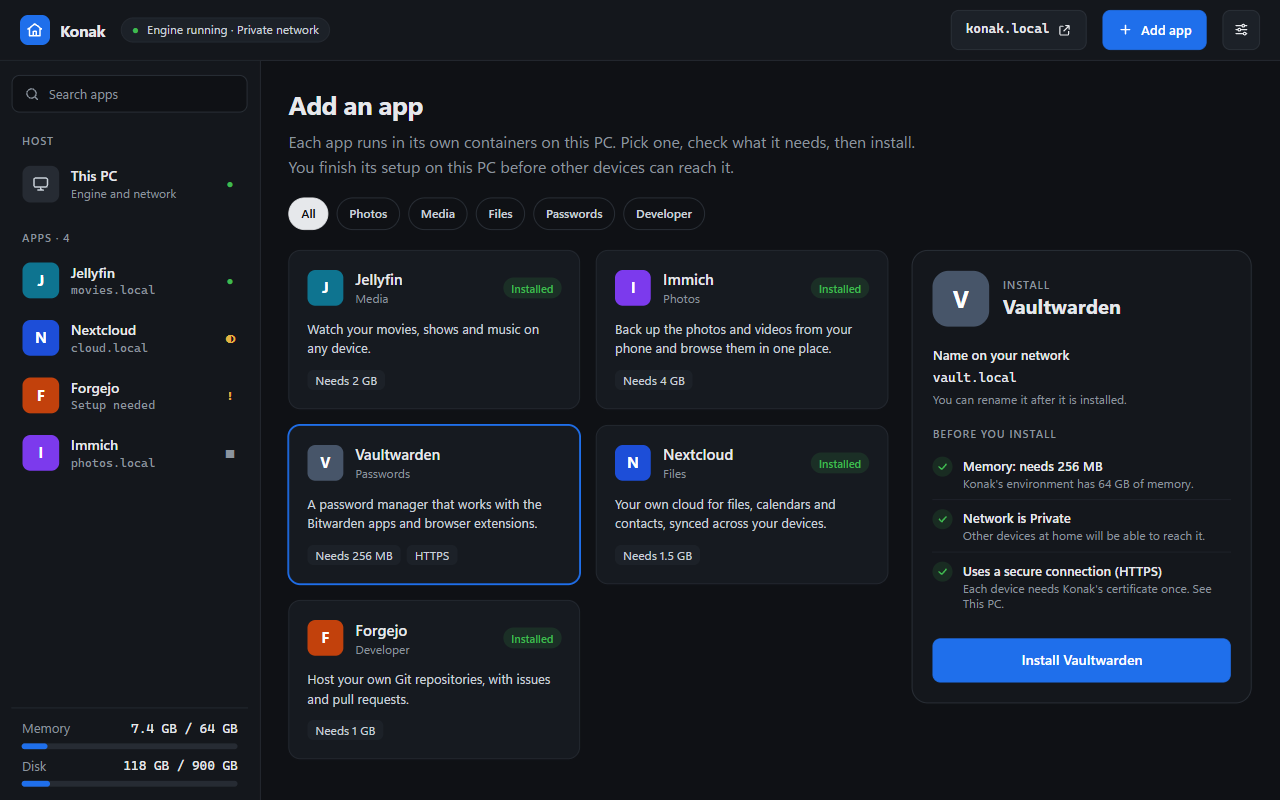 Konak
Engine running · Private network
konak.local
Add app
Search apps
HOST
This PC
Engine and network
APPS · 4
J
Jellyfin
movies.local
N
Nextcloud
cloud.local
F
Forgejo
Setup needed
!
I
Immich
photos.local
Memory
7.4 GB / 64 GB
Disk
118 GB / 900 GB
Add an app
Each app runs in its own containers on this PC. Pick one, check what it needs, then install.
You finish its setup on this PC before other devices can reach it.
All
Photos
Media
Files
Passwords
Developer
J
Jellyfin
Media
Installed
Watch your movies, shows and music on
any device.
Needs 2 GB
I
Immich
Photos
Installed
Back up the photos and videos from your
phone and browse them in one place.
Needs 4 GB
V
Vaultwarden
Passwords
A password manager that works with the
Bitwarden apps and browser extensions.
Needs 256 MB
HTTPS
N
Nextcloud
Files
Installed
Your own cloud for files, calendars and
contacts, synced across your devices.
Needs 1.5 GB
F
Forgejo
Developer
Installed
Host your own Git repositories, with issues
and pull requests.
Needs 1 GB
V
INSTALL
Vaultwarden
Name on your network
vault.local
You can rename it after it is installed.
BEFORE YOU INSTALL
Memory: needs 256 MB
Konak's environment has 64 GB of memory.
Network is Private
Other devices at home will be able to reach it.
Uses a secure connection (HTTPS)
Each device needs Konak's certificate once. See
This PC.
Install Vaultwarden